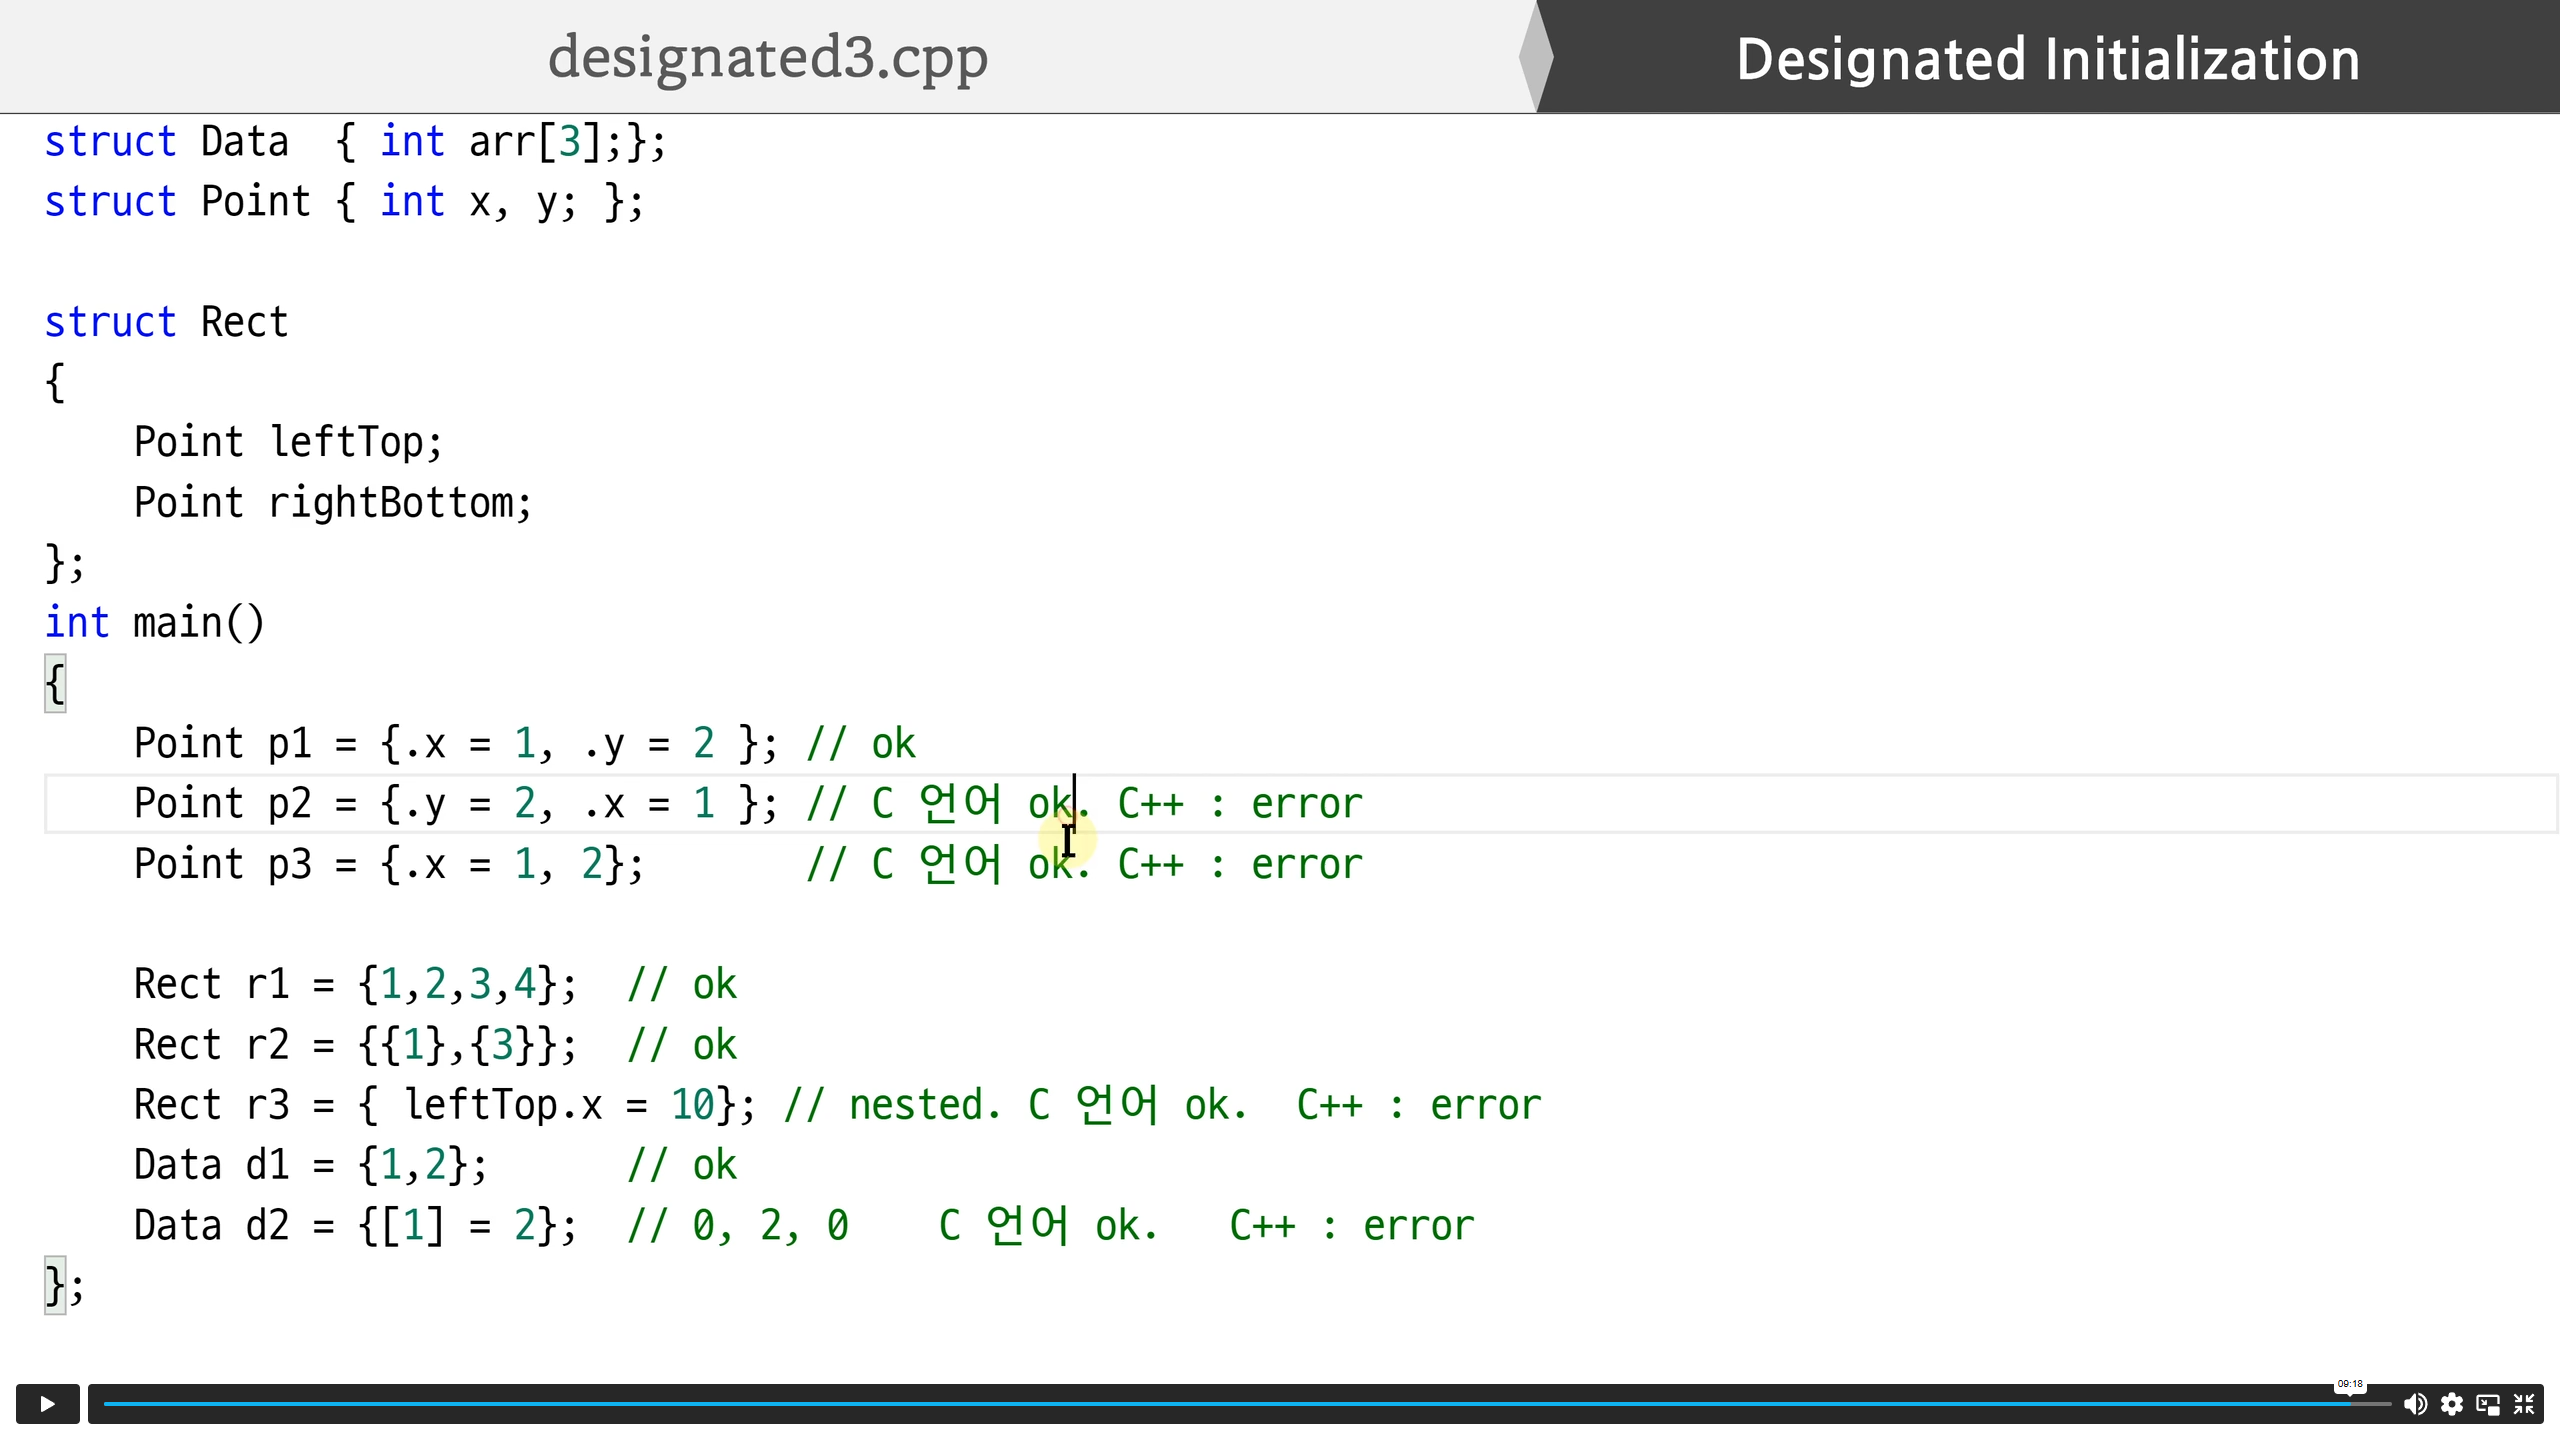 designated3.cpp
Designated Initialization
struct Data  { int arr[3];};
struct Point { int x, y; };
struct Rect
{
    Point leftTop;
    Point rightBottom;
};
int main()
{
    Point p1 = {.x = 1, .y = 2 }; // ok
    Point p2 = {.y = 2, .x = 1 }; // C 언어 ok. C++ : error
    Point p3 = {.x = 1, 2};       // C 언어 ok. C++ : error
    Rect r1 = {1,2,3,4};  // ok
    Rect r2 = {{1},{3}};  // ok
    Rect r3 = { leftTop.x = 10}; // nested. C 언어 ok.  C++ : error
    Data d1 = {1,2};      // ok
    Data d2 = {[1] = 2};  // 0, 2, 0    C 언어 ok.   C++ : error
};
09:18